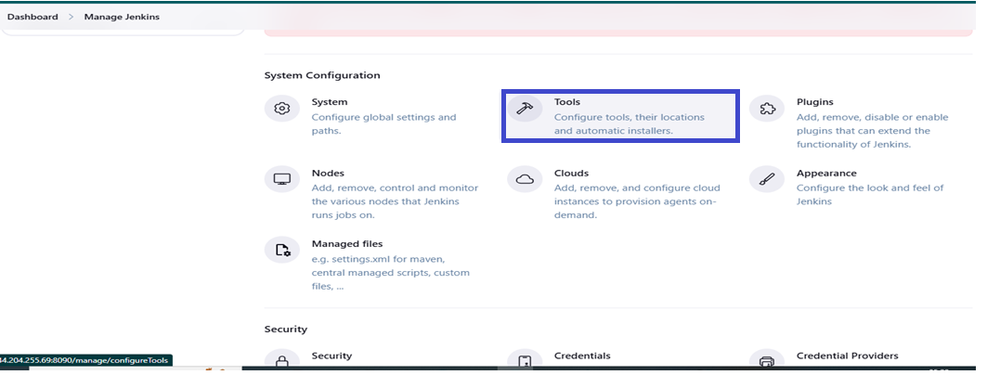 Dashboard > Manage Jenkins
System Configuration
System
Configure global settings and
paths.
Tools
Configure tools, their locations
and automatic installers.
Plugins
Add, remove, disable or enable
plugins that can extend the
functionality of Jenkins.
Nodes
Add, remove, control and monitor
the various nodes that Jenkins
runs jobs on.
Clouds
Add, remove, and configure cloud
instances to provision agents on-
demand.
Appearance
Configure the look and feel of
Jenkins
Managed files
e.g. settings.xml for maven,
central managed scripts, custom
files, ...
Security
Security
Credentials
Credential Providers
44.204.255.69:8090/manage/configureTools